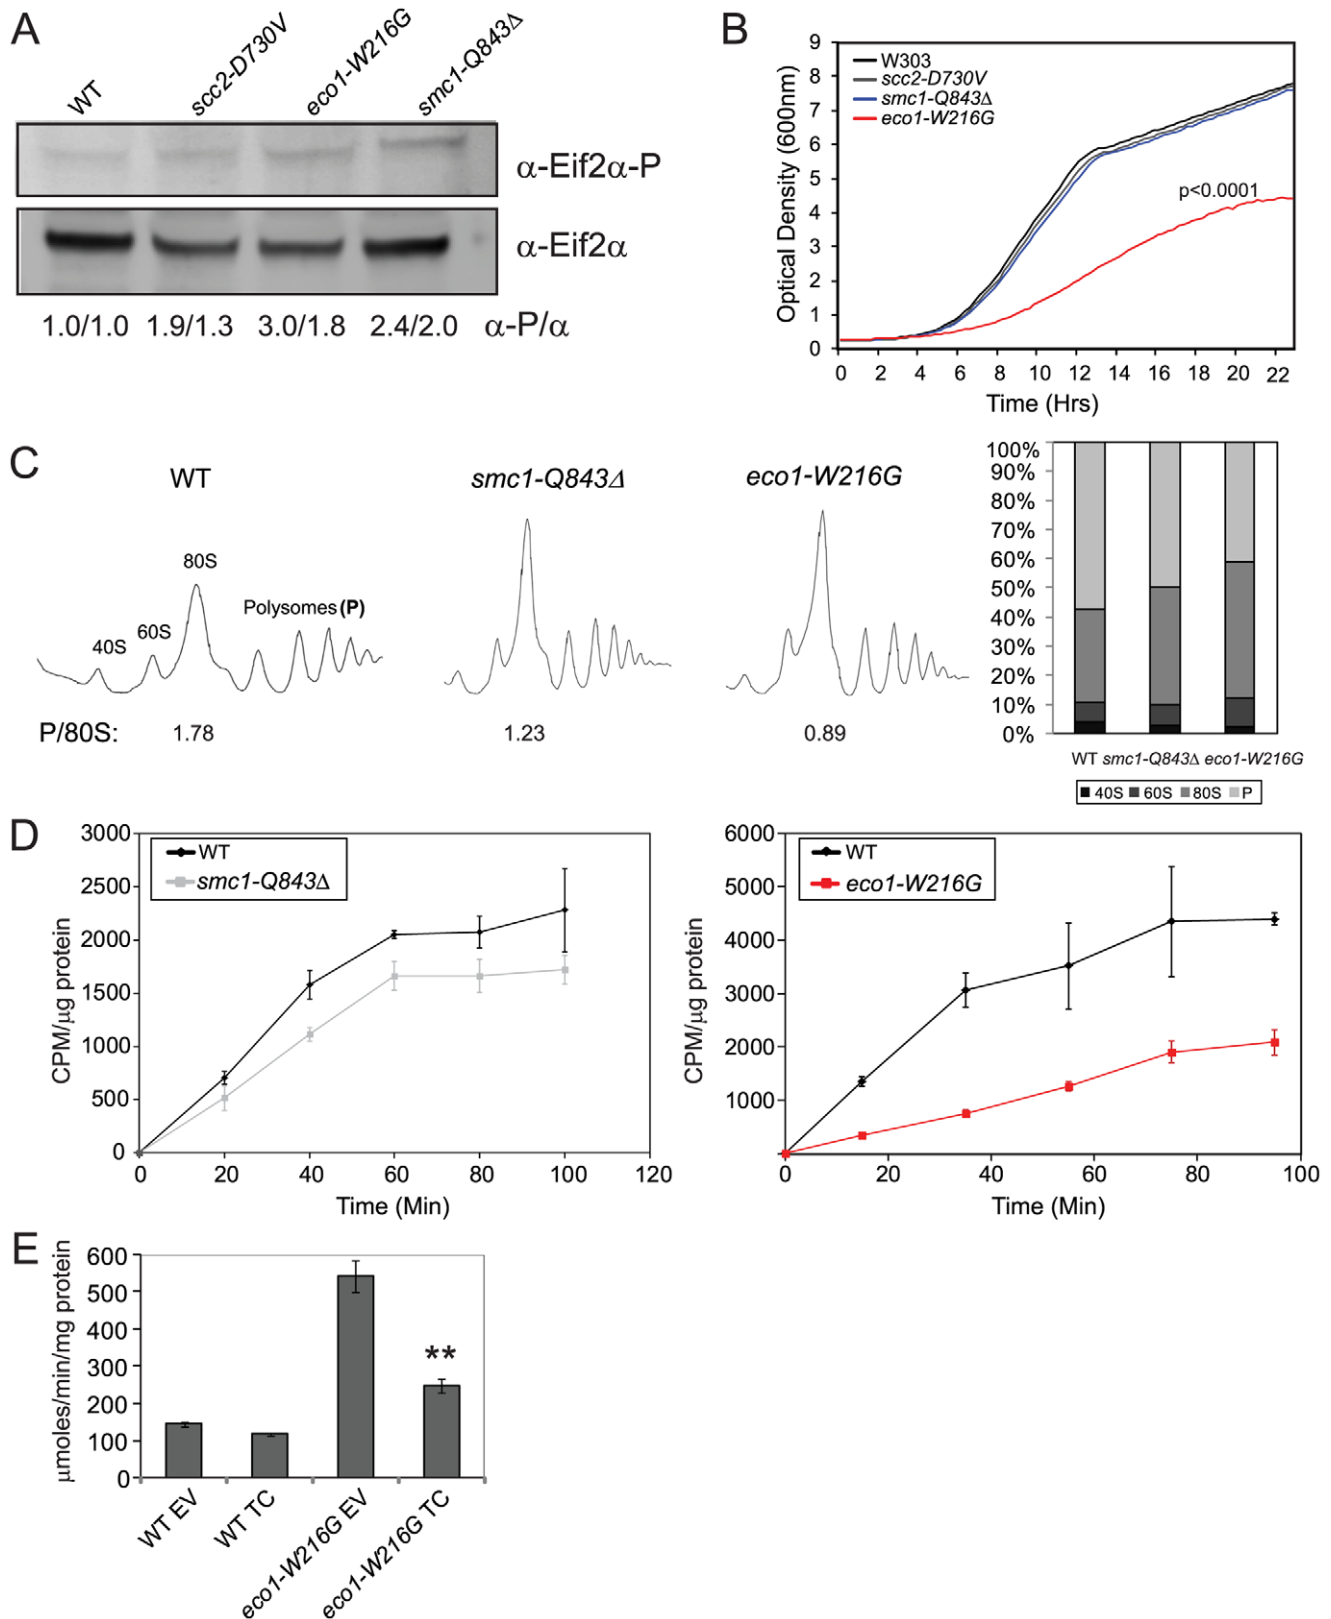 A
WT
scc2-D730V
eco1-W216G
smc1-Q843Δ
α-Eif2α-P
α-Eif2α
1.0/1.0 1.9/1.3 3.0/1.8 2.4/2.0 α-P/α
B
Optical Density (600nm)
9
8
7
6
5
4
3
2
1
0
W303
scc2-D730V
smc1-Q843Δ
eco1-W216G
p<0.0001
0 2 4 6 8 10 12 14 16 18 20 22
Time (Hrs)
C
WT
40S
60S
80S
Polysomes (P)
smc1-Q843Δ
eco1-W216G
P/80S: 1.78 1.23 0.89
100%
90%
80%
70%
60%
50%
40%
30%
20%
10%
0%
WT smc1-Q843Δ eco1-W216G
40S 60S 80S P
D
CPM/µg protein
3000
2500
2000
1500
1000
500
0
WT
smc1-Q843Δ
0 20 40 60 80 100 120
Time (Min)
CPM/µg protein
6000
5000
4000
3000
2000
1000
WT
eco1-W216G
0 20 40 60 80 100
Time (Min)
E
µmoles/min/mg protein
600
500
400
300
200
100
0
**
WT EV
WT TC
eco1-W216G EV
eco1-W216G TC